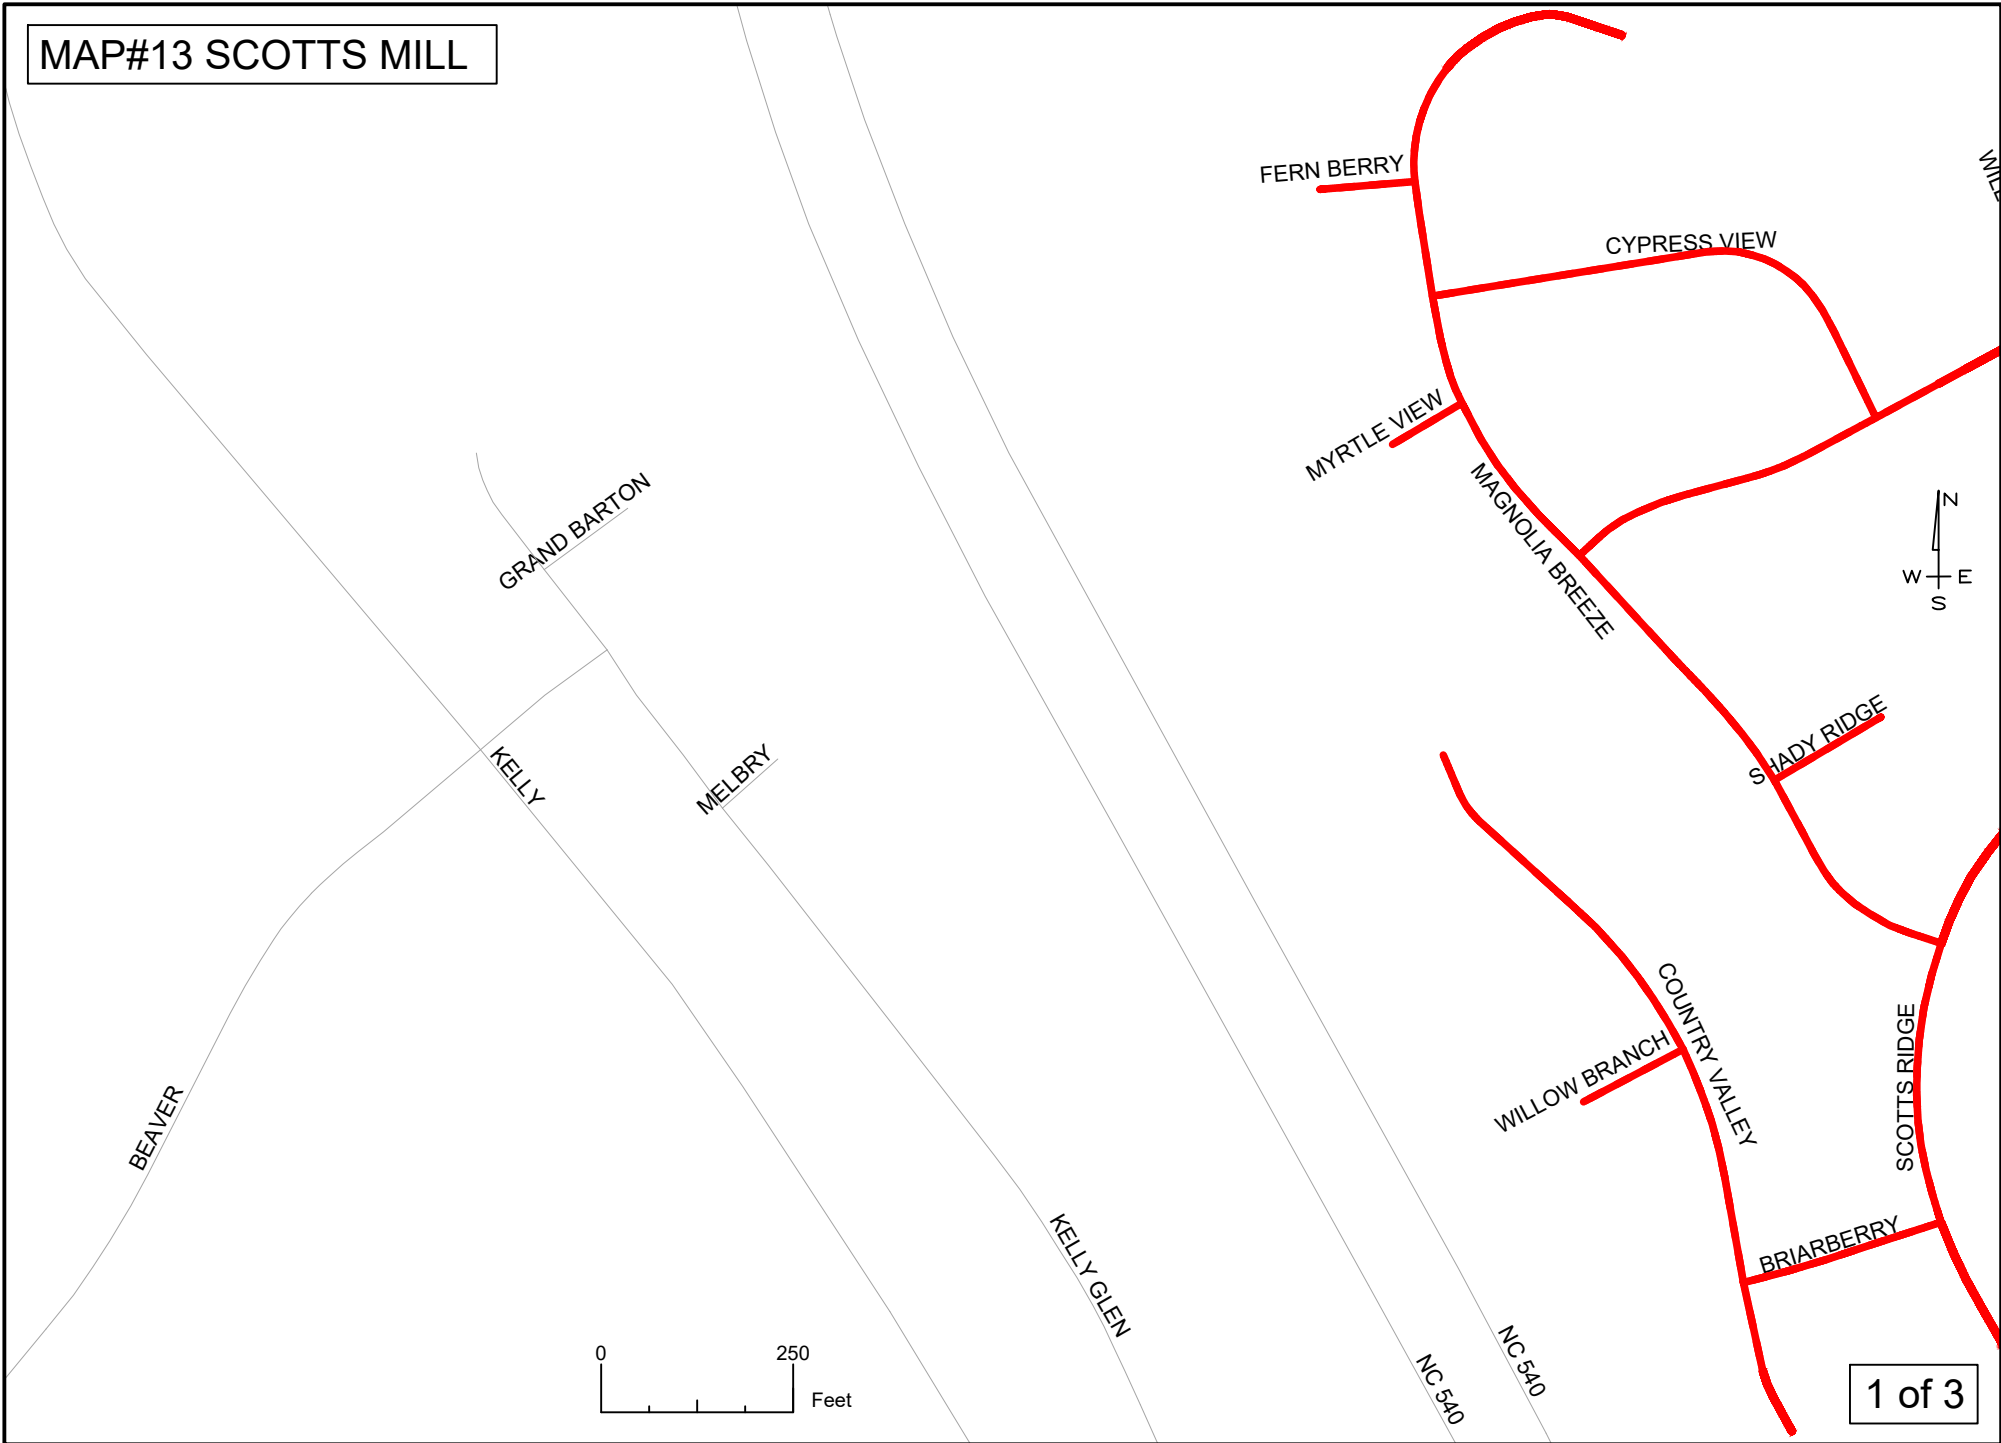 MAP#13 SCOTTS MILL
FERN BERRY
CYPRESS VIEW
MYRTLE VIEW
MAGNOLIA BREEZE
GRAND BARTON
N
W E
S
SHADY RIDGE
KELLY
MELBRY
COUNTRY VALLEY
WILLOW BRANCH
SCOTTS RIDGE
BEAVER
BRIARBERRY
KELLY GLEN
NC 540
NC 540
0 250
Feet
1 of 3